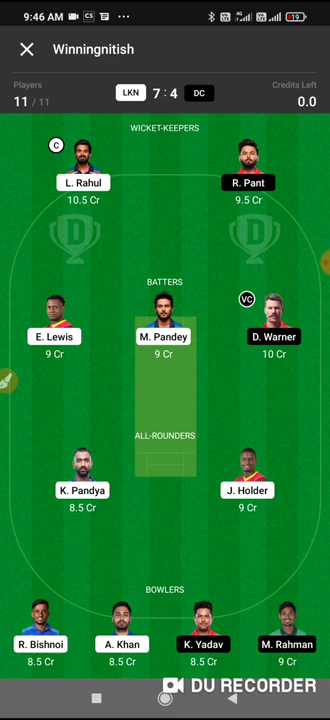 9:46 AM
CS
4G
19
Winningnitish
Players
11 / 11
LKN 7 : 4 DC
Credits Left
0.0
WICKET-KEEPERS
C
L. Rahul
10.5 Cr
R. Pant
9.5 Cr
D D
BATTERS
VC
E. Lewis
9 Cr
M. Pandey
9 Cr
D. Warner
10 Cr
ALL-ROUNDERS
K. Pandya
8.5 Cr
J. Holder
9 Cr
BOWLERS
R. Bishnoi
8.5 Cr
A. Khan
8.5 Cr
K. Yadav
8.5 Cr
M. Rahman
9 Cr
DU RECORDER